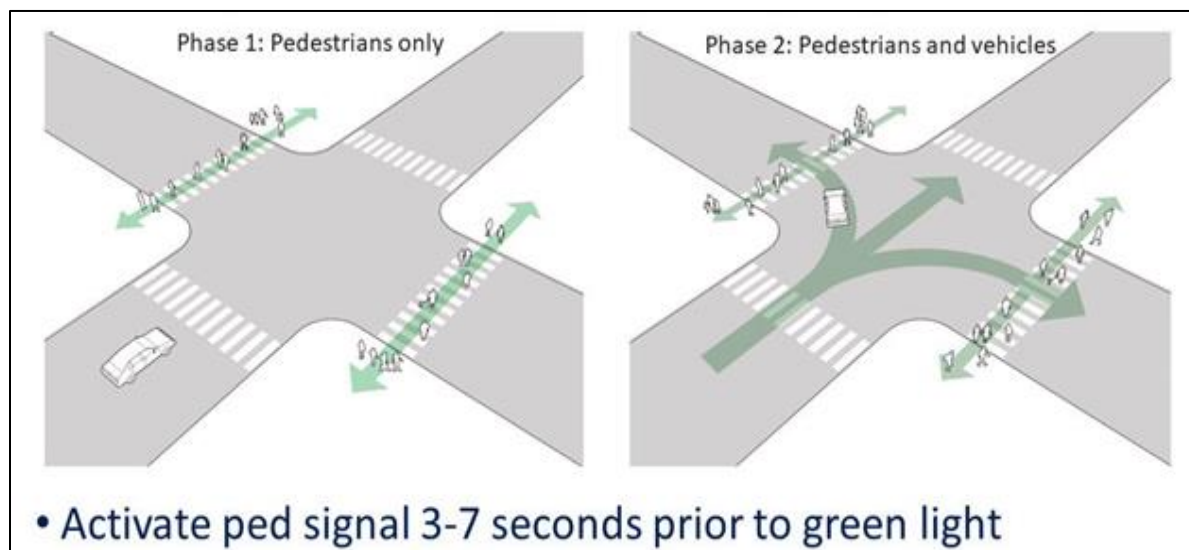 Phase 1: Pedestrians only
Phase 2: Pedestrians and vehicles
• Activate ped signal 3-7 seconds prior to green light